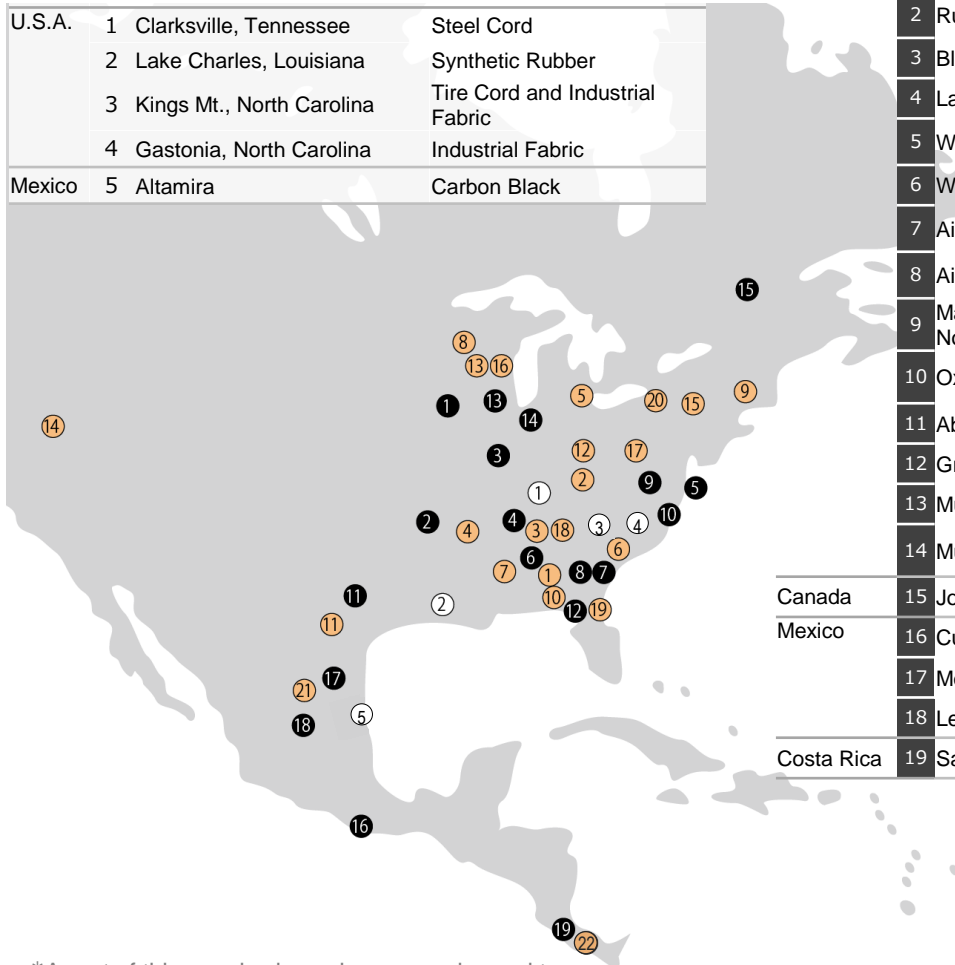 U.S.A. 1 Clarksville, Tennessee Steel Cord
2 Lake Charles, Louisiana Synthetic Rubber
3 Kings Mt., North Carolina Tire Cord and Industrial
Fabric
4 Gastonia, North Carolina Industrial Fabric
Mexico 5 Altamira Carbon Black
2
3
4
5
6
7
8
9
10
11
12
13
14
Canada 15
Mexico 16
17
18
Costa Rica 19
15
8
13 16
1 13 5 20 15 9
14 14
3 12 17
1 2 9 5
2 4 4 3 18 3 4 10
6 6
7 1 8 7
11 2 10 12 19
11
17
21 5
18
16
19
22